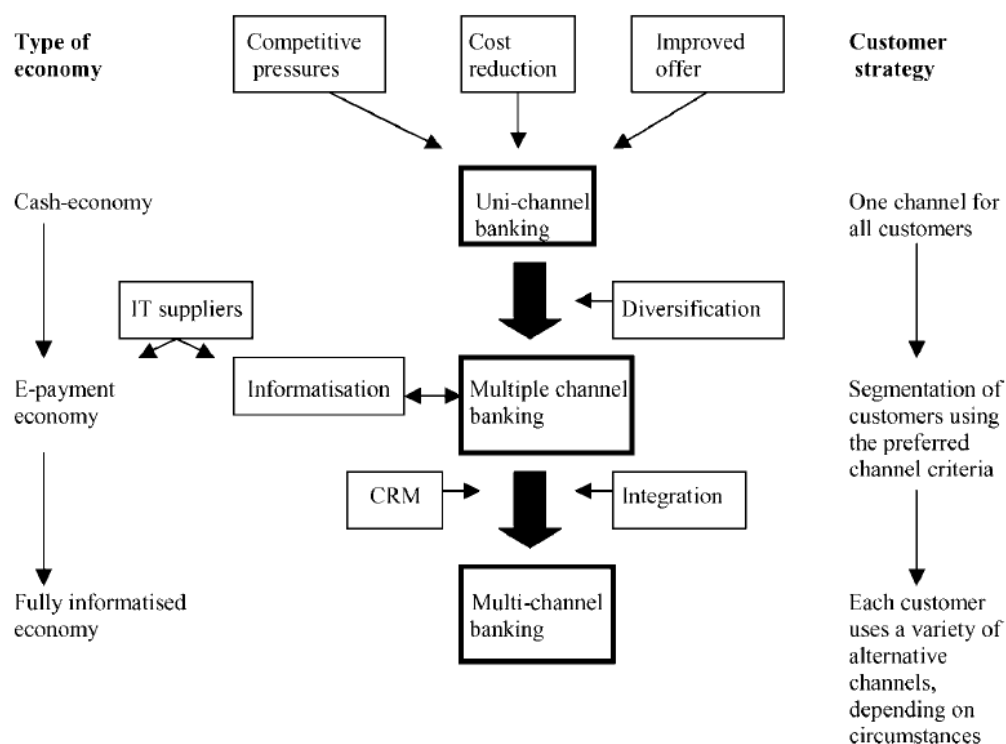 Type of
economy
Competitive
pressures
Cost
reduction
Improved
offer
Customer
strategy
Cash-economy
Uni-channel
banking
One channel for
all customers
IT suppliers
Diversification
E-payment
economy
Informatisation
Multiple channel
banking
Segmentation of
customers using
the preferred
channel criteria
CRM
Integration
Fully informatised
economy
Multi-channel
banking
Each customer
uses a variety of
alternative
channels,
depending on
circumstances